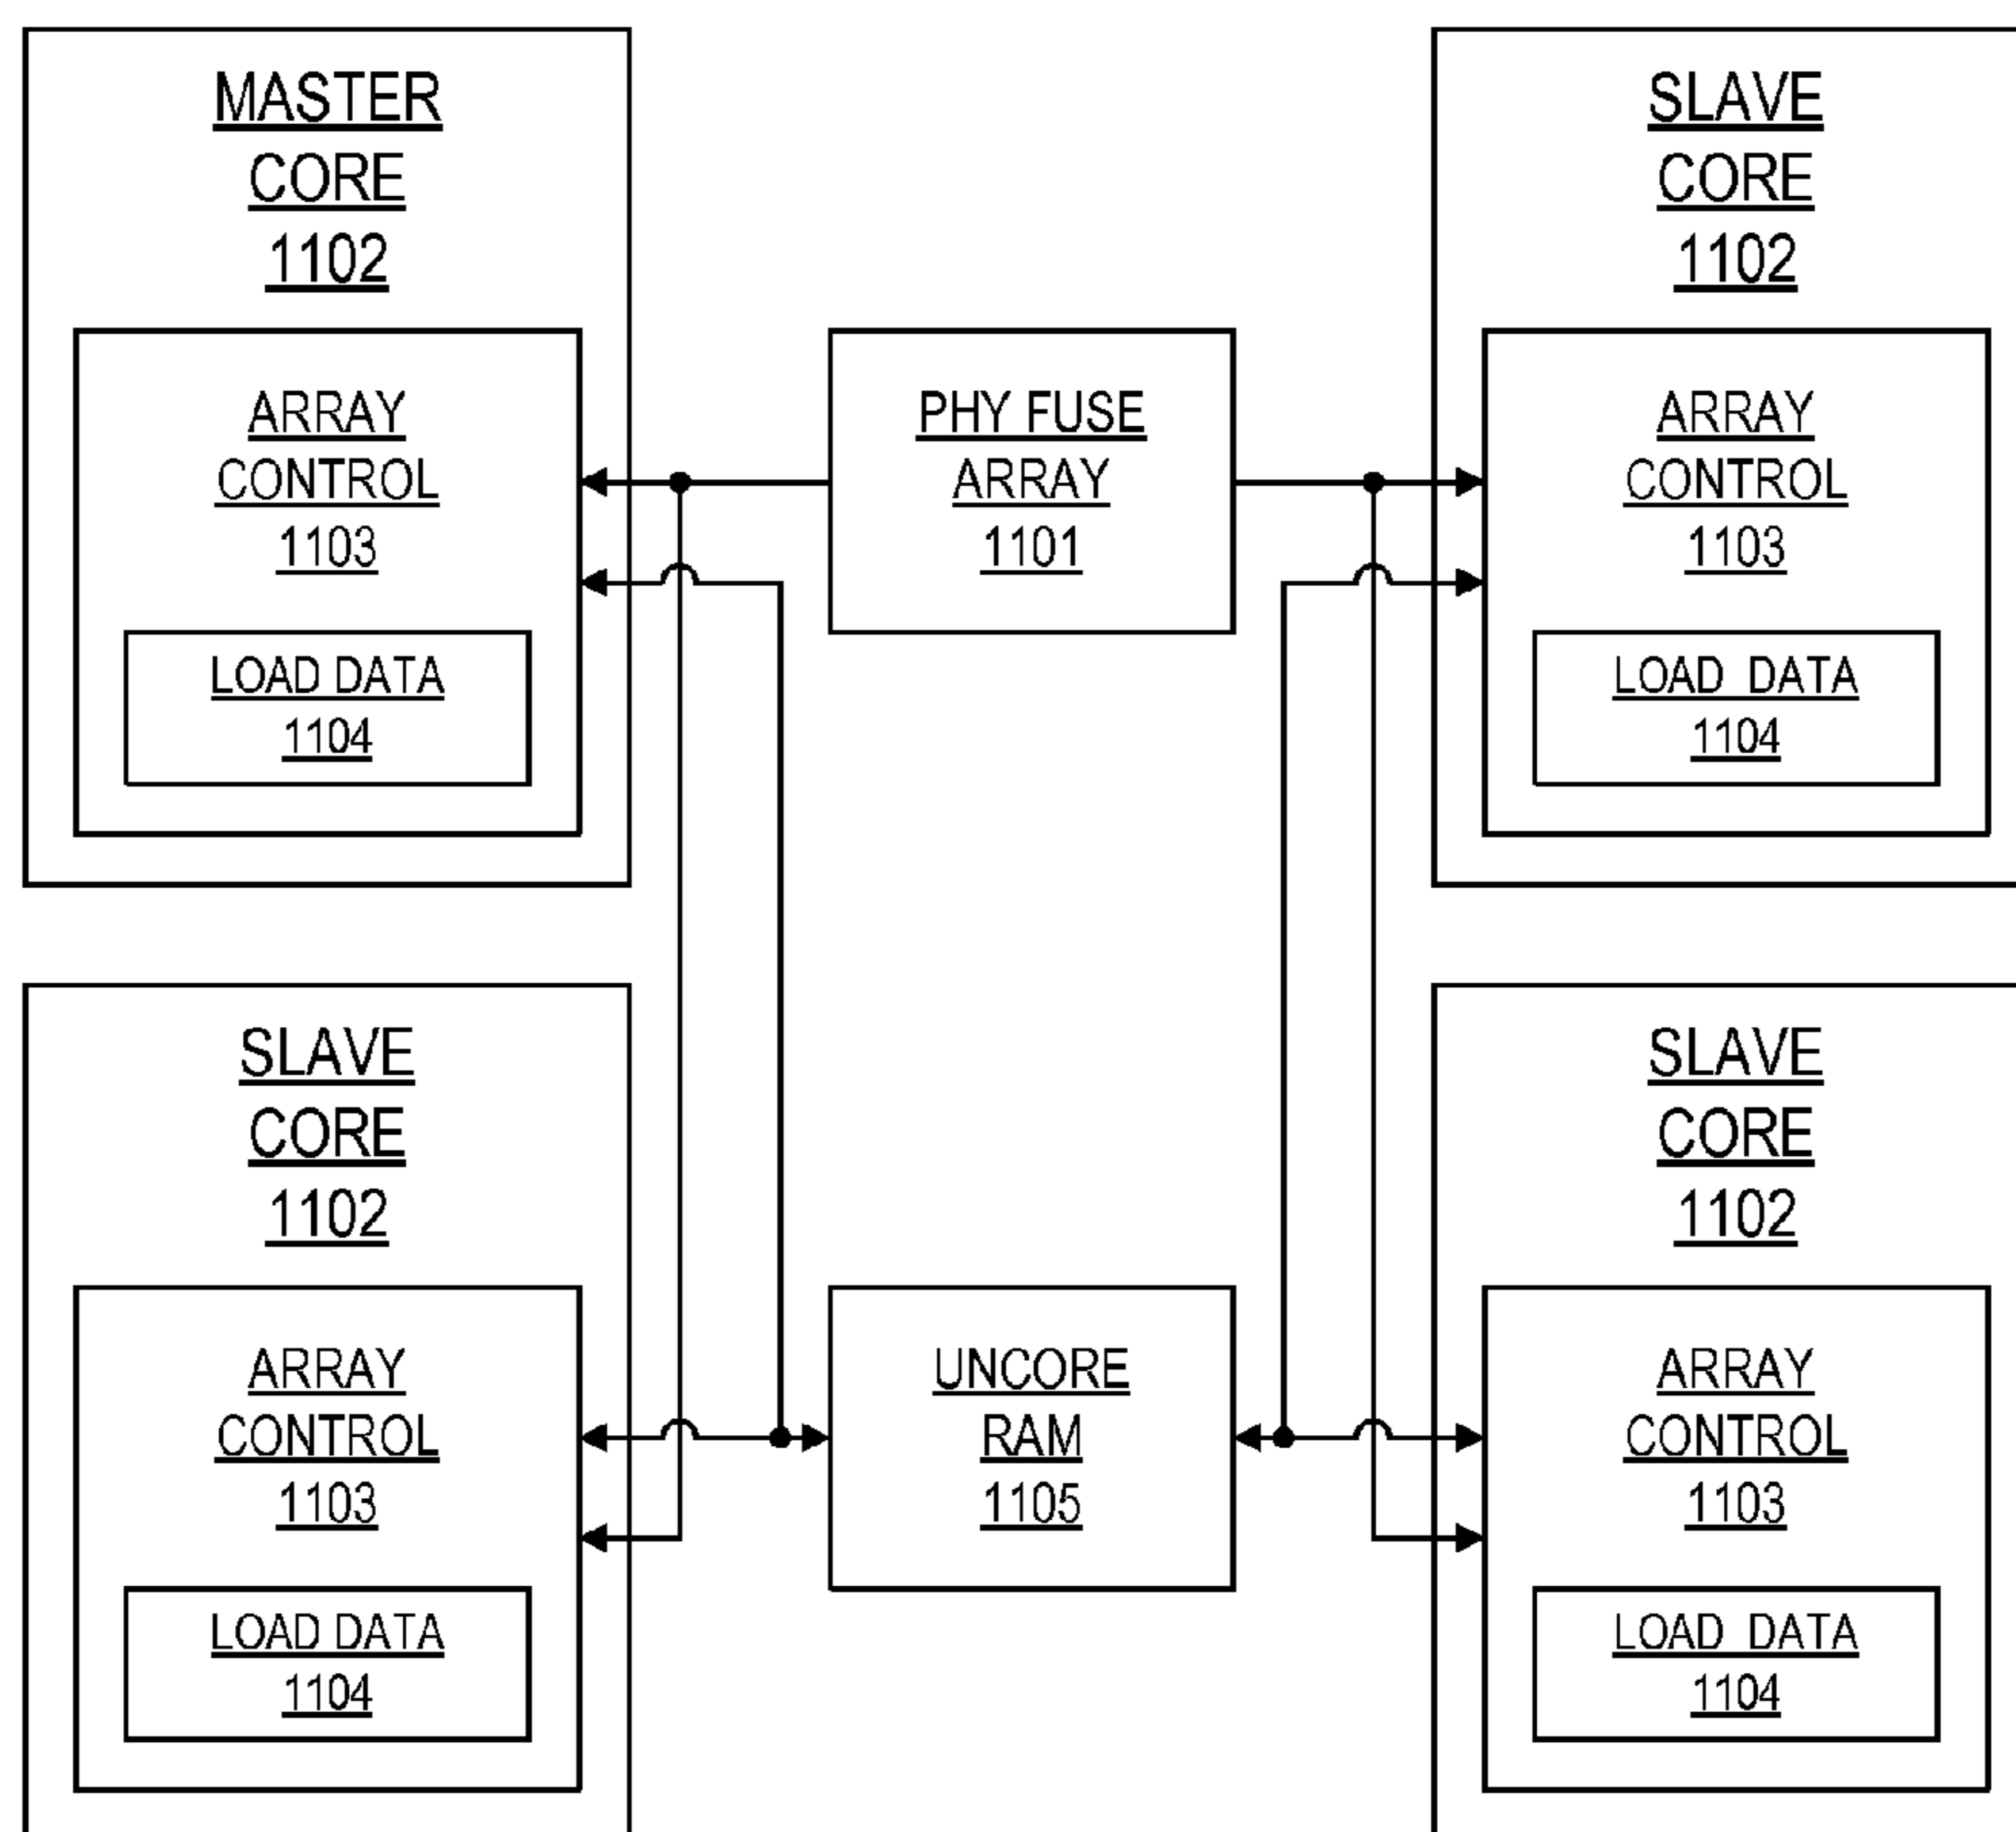 MASTER
CORE
1102
ARRAY
CONTROL
1103
LOAD DATA
1104
PHY FUSE
ARRAY
1101
SLAVE
CORE
1102
ARRAY
CONTROL
1103
LOAD DATA
1104
SLAVE
CORE
1102
ARRAY
CONTROL
1103
LOAD DATA
1104
UNCORE
RAM
1105
SLAVE
CORE
1102
ARRAY
CONTROL
1103
LOAD DATA
1104